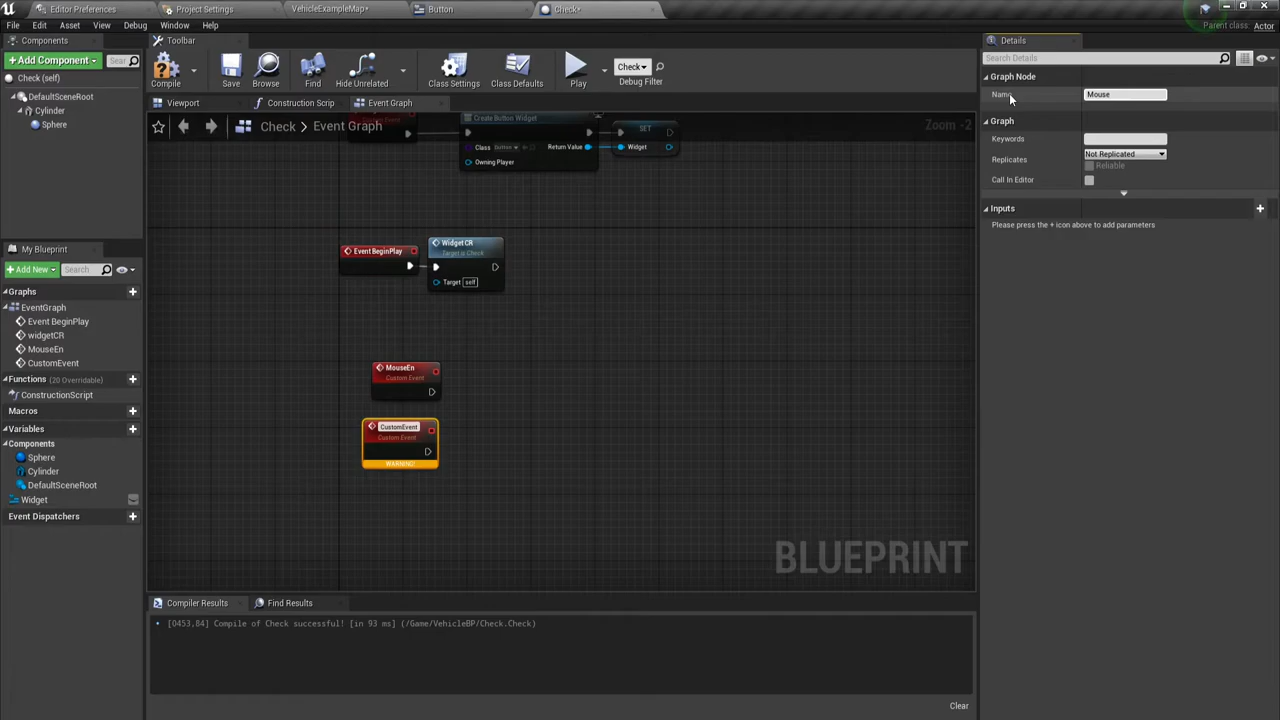 Editor Preferences
Project Settings
VehicleExampleMap*
Button
Check*
File Edit Asset View Debug Window Help
Parent class: Actor
Components
+Add Component
Sear
Check (self)
DefaultSceneRoot
Cylinder
Sphere
Toolbar
Compile
Save
Browse
Find
Hide Unrelated
Class Settings
Class Defaults
Play
Check
Debug Filter
Viewport
Construction Scrip
Event Graph
Check > Event Graph
Zoom -2
Create Button Widget
Class Button
Return Value
Owning Player
SET
Widget
Event BeginPlay
Widget CR
Target is Check
Target self
MouseEn
Custom Event
CustomEvent
Custom Event
WARNING!
BLUEPRINT
My Blueprint
+Add New
Search
Graphs
EventGraph
Event BeginPlay
widgetCR
MouseEn
CustomEvent
Functions (20 Overridable)
ConstructionScript
Macros
Variables
Components
Sphere
Cylinder
DefaultSceneRoot
Widget
Event Dispatchers
Compiler Results
Find Results
[0453.84] Compile of Check successful! [in 93 ms] (/Game/VehicleBP/Check.Check)
Clear
Details
Search Details
Graph Node
Name Mouse
Graph
Keywords
Replicates Not Replicated
Reliable
Call In Editor
Inputs
Please press the + icon above to add parameters